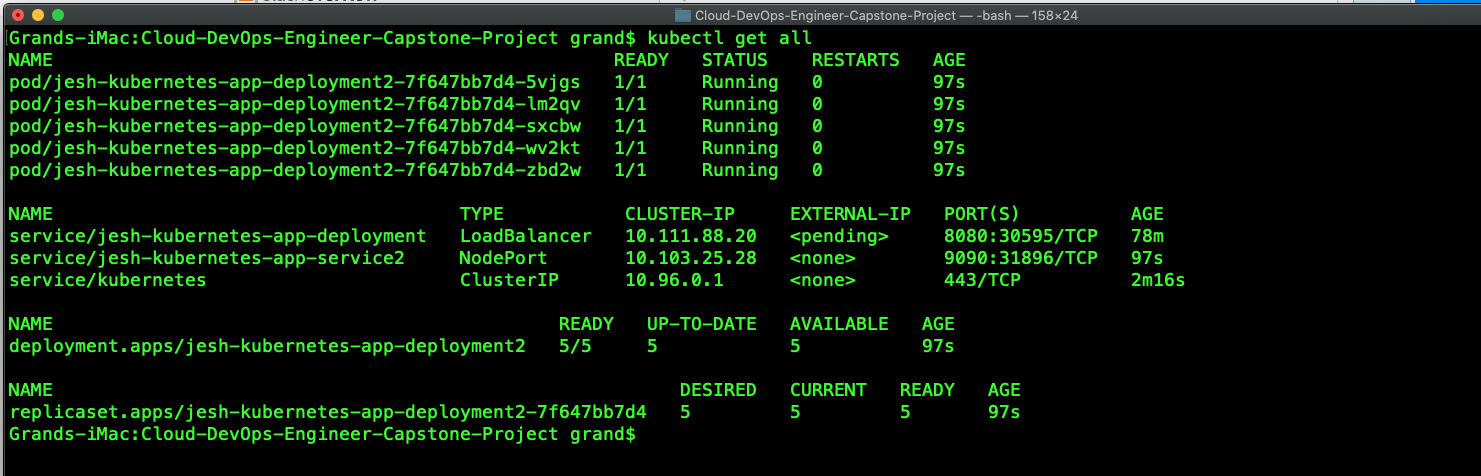 Cloud-DevOps-Engineer-Capstone-Project — -bash — 158×24
Grands-iMac:Cloud-DevOps-Engineer-Capstone-Project grand$ kubectl get all
NAME READY STATUS RESTARTS AGE
pod/jesh-kubernetes-app-deployment2-7f647bb7d4-5vjgs 1/1 Running 0 97s
pod/jesh-kubernetes-app-deployment2-7f647bb7d4-lm2qv 1/1 Running 0 97s
pod/jesh-kubernetes-app-deployment2-7f647bb7d4-sxcbw 1/1 Running 0 97s
pod/jesh-kubernetes-app-deployment2-7f647bb7d4-wv2kt 1/1 Running 0 97s
pod/jesh-kubernetes-app-deployment2-7f647bb7d4-zbd2w 1/1 Running 0 97s
NAME TYPE CLUSTER-IP EXTERNAL-IP PORT(S) AGE
service/jesh-kubernetes-app-deployment LoadBalancer 10.111.88.20 <pending> 8080:30595/TCP 78m
service/jesh-kubernetes-app-service2 NodePort 10.103.25.28 <none> 9090:31896/TCP 97s
service/kubernetes ClusterIP 10.96.0.1 <none> 443/TCP 2m16s
NAME READY UP-TO-DATE AVAILABLE AGE
deployment.apps/jesh-kubernetes-app-deployment2 5/5 5 5 97s
NAME DESIRED CURRENT READY AGE
replicaset.apps/jesh-kubernetes-app-deployment2-7f647bb7d4 5 5 5 97s
Grands-iMac:Cloud-DevOps-Engineer-Capstone-Project grand$